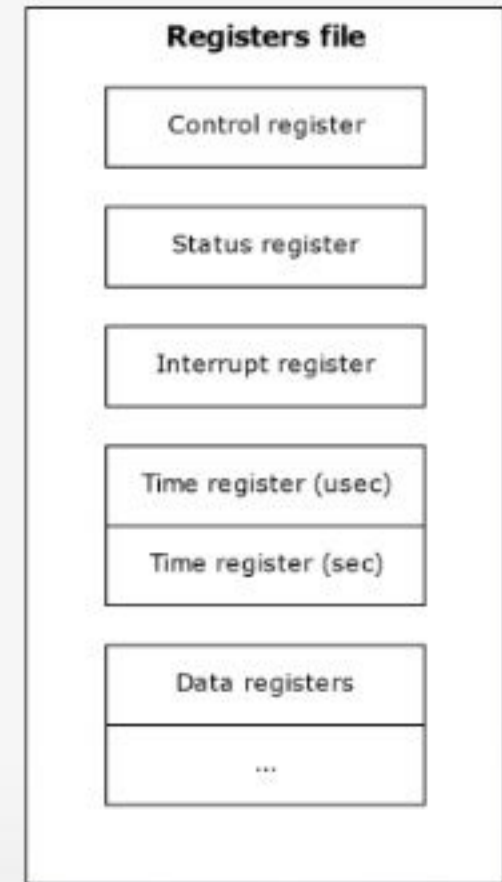 Registers file
Control register
Status register
Interrupt register
Time register (usec)
Time register (sec)
Data registers
...